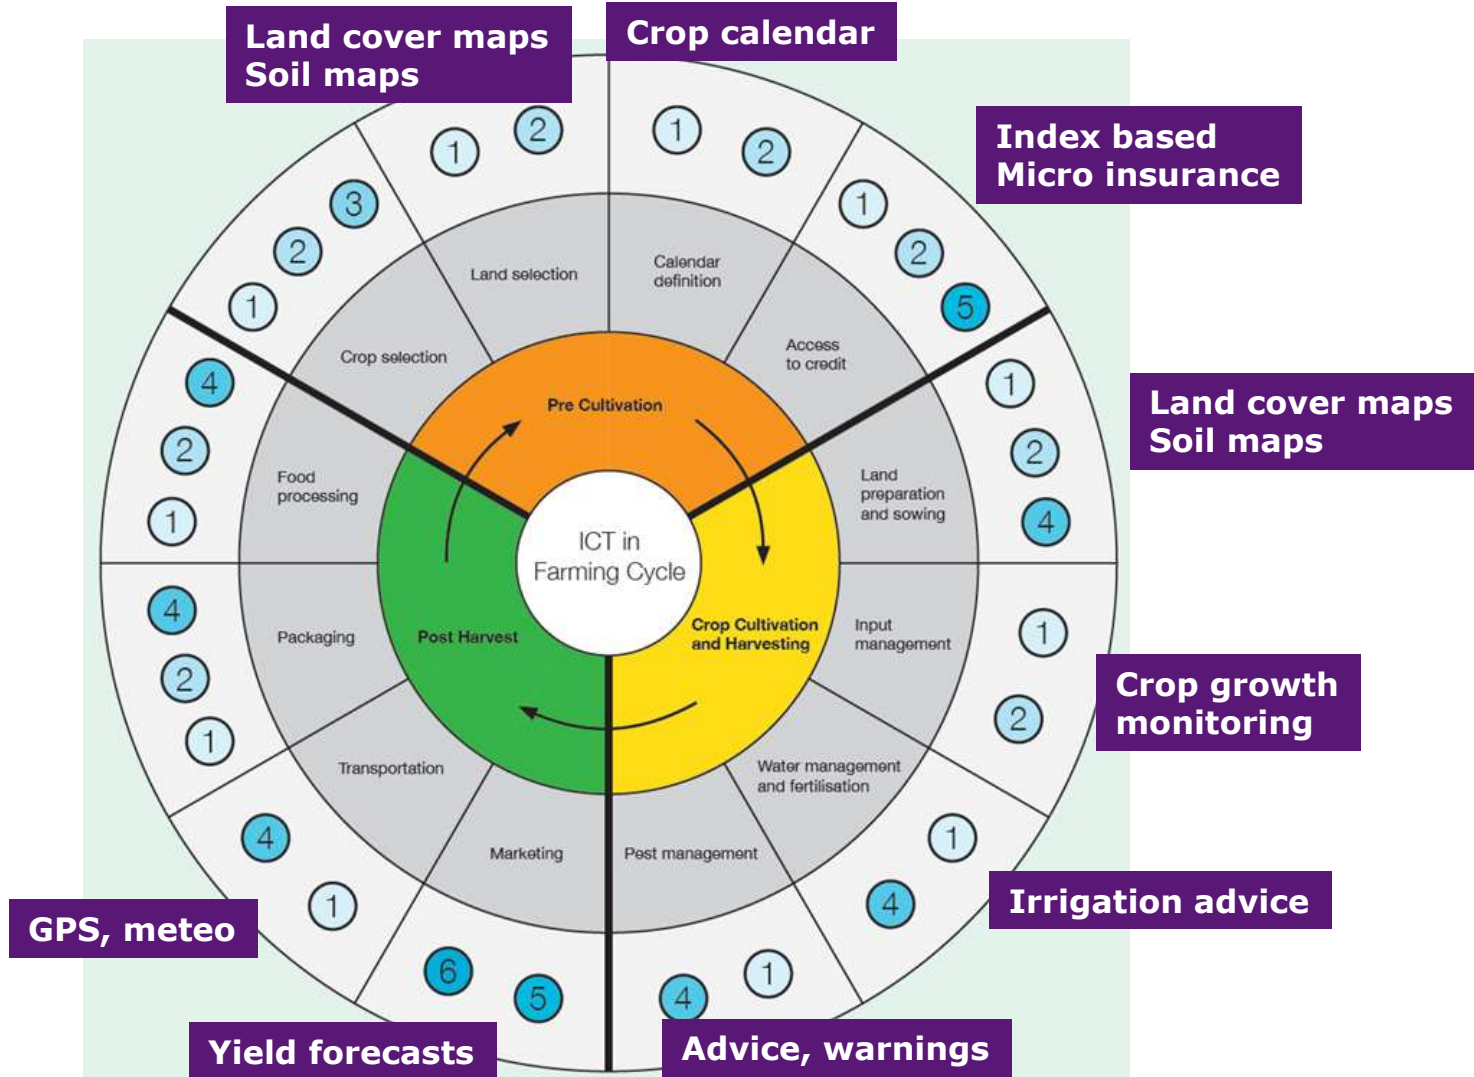 Land cover maps
Soil maps
Crop calendar
Index based
Micro insurance
Land cover maps
Soil maps
Crop growth
monitoring
Irrigation advice
Advice, warnings
Yield forecasts
GPS, meteo
1
2
1
2
1
2
5
1
2
4
1
2
1
4
1
4
5
6
1
4
1
2
4
1
2
4
1
2
3
Land selection
Calendar
definition
Access
to credit
Land
preparation
and sowing
Input
management
Water management
and fertilisation
Pest management
Marketing
Transportation
Packaging
Food
processing
Crop selection
Pre Cultivation
Crop Cultivation
and Harvesting
Post Harvest
ICT in
Farming Cycle